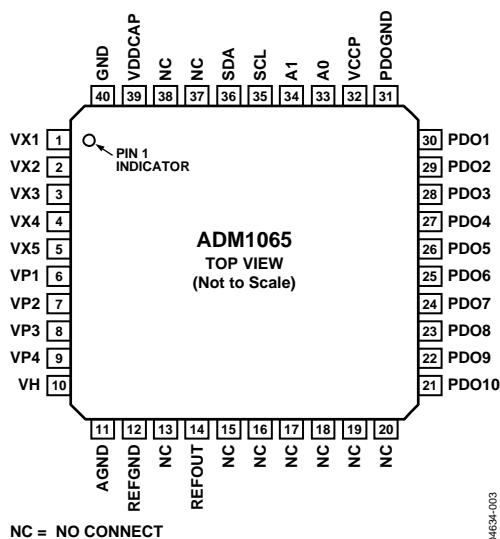 GND
VDDCAP
NC
NC
SDA
SCL
A1
A0
VCCP
PDOGND
40
39
38
37
36
35
34
33
32
31
VX1 1
VX2 2
VX3 3
VX4 4
VX5 5
VP1 6
VP2 7
VP3 8
VP4 9
VH 10
PIN 1
INDICATOR
ADM1065
TOP VIEW
(Not to Scale)
30 PDO1
29 PDO2
28 PDO3
27 PDO4
26 PDO5
25 PDO6
24 PDO7
23 PDO8
22 PDO9
21 PDO10
11
12
13
14
15
16
17
18
19
20
AGND
REFGND
NC
REFOUT
NC
NC
NC
NC
NC
NC
NC = NO CONNECT
04634-003